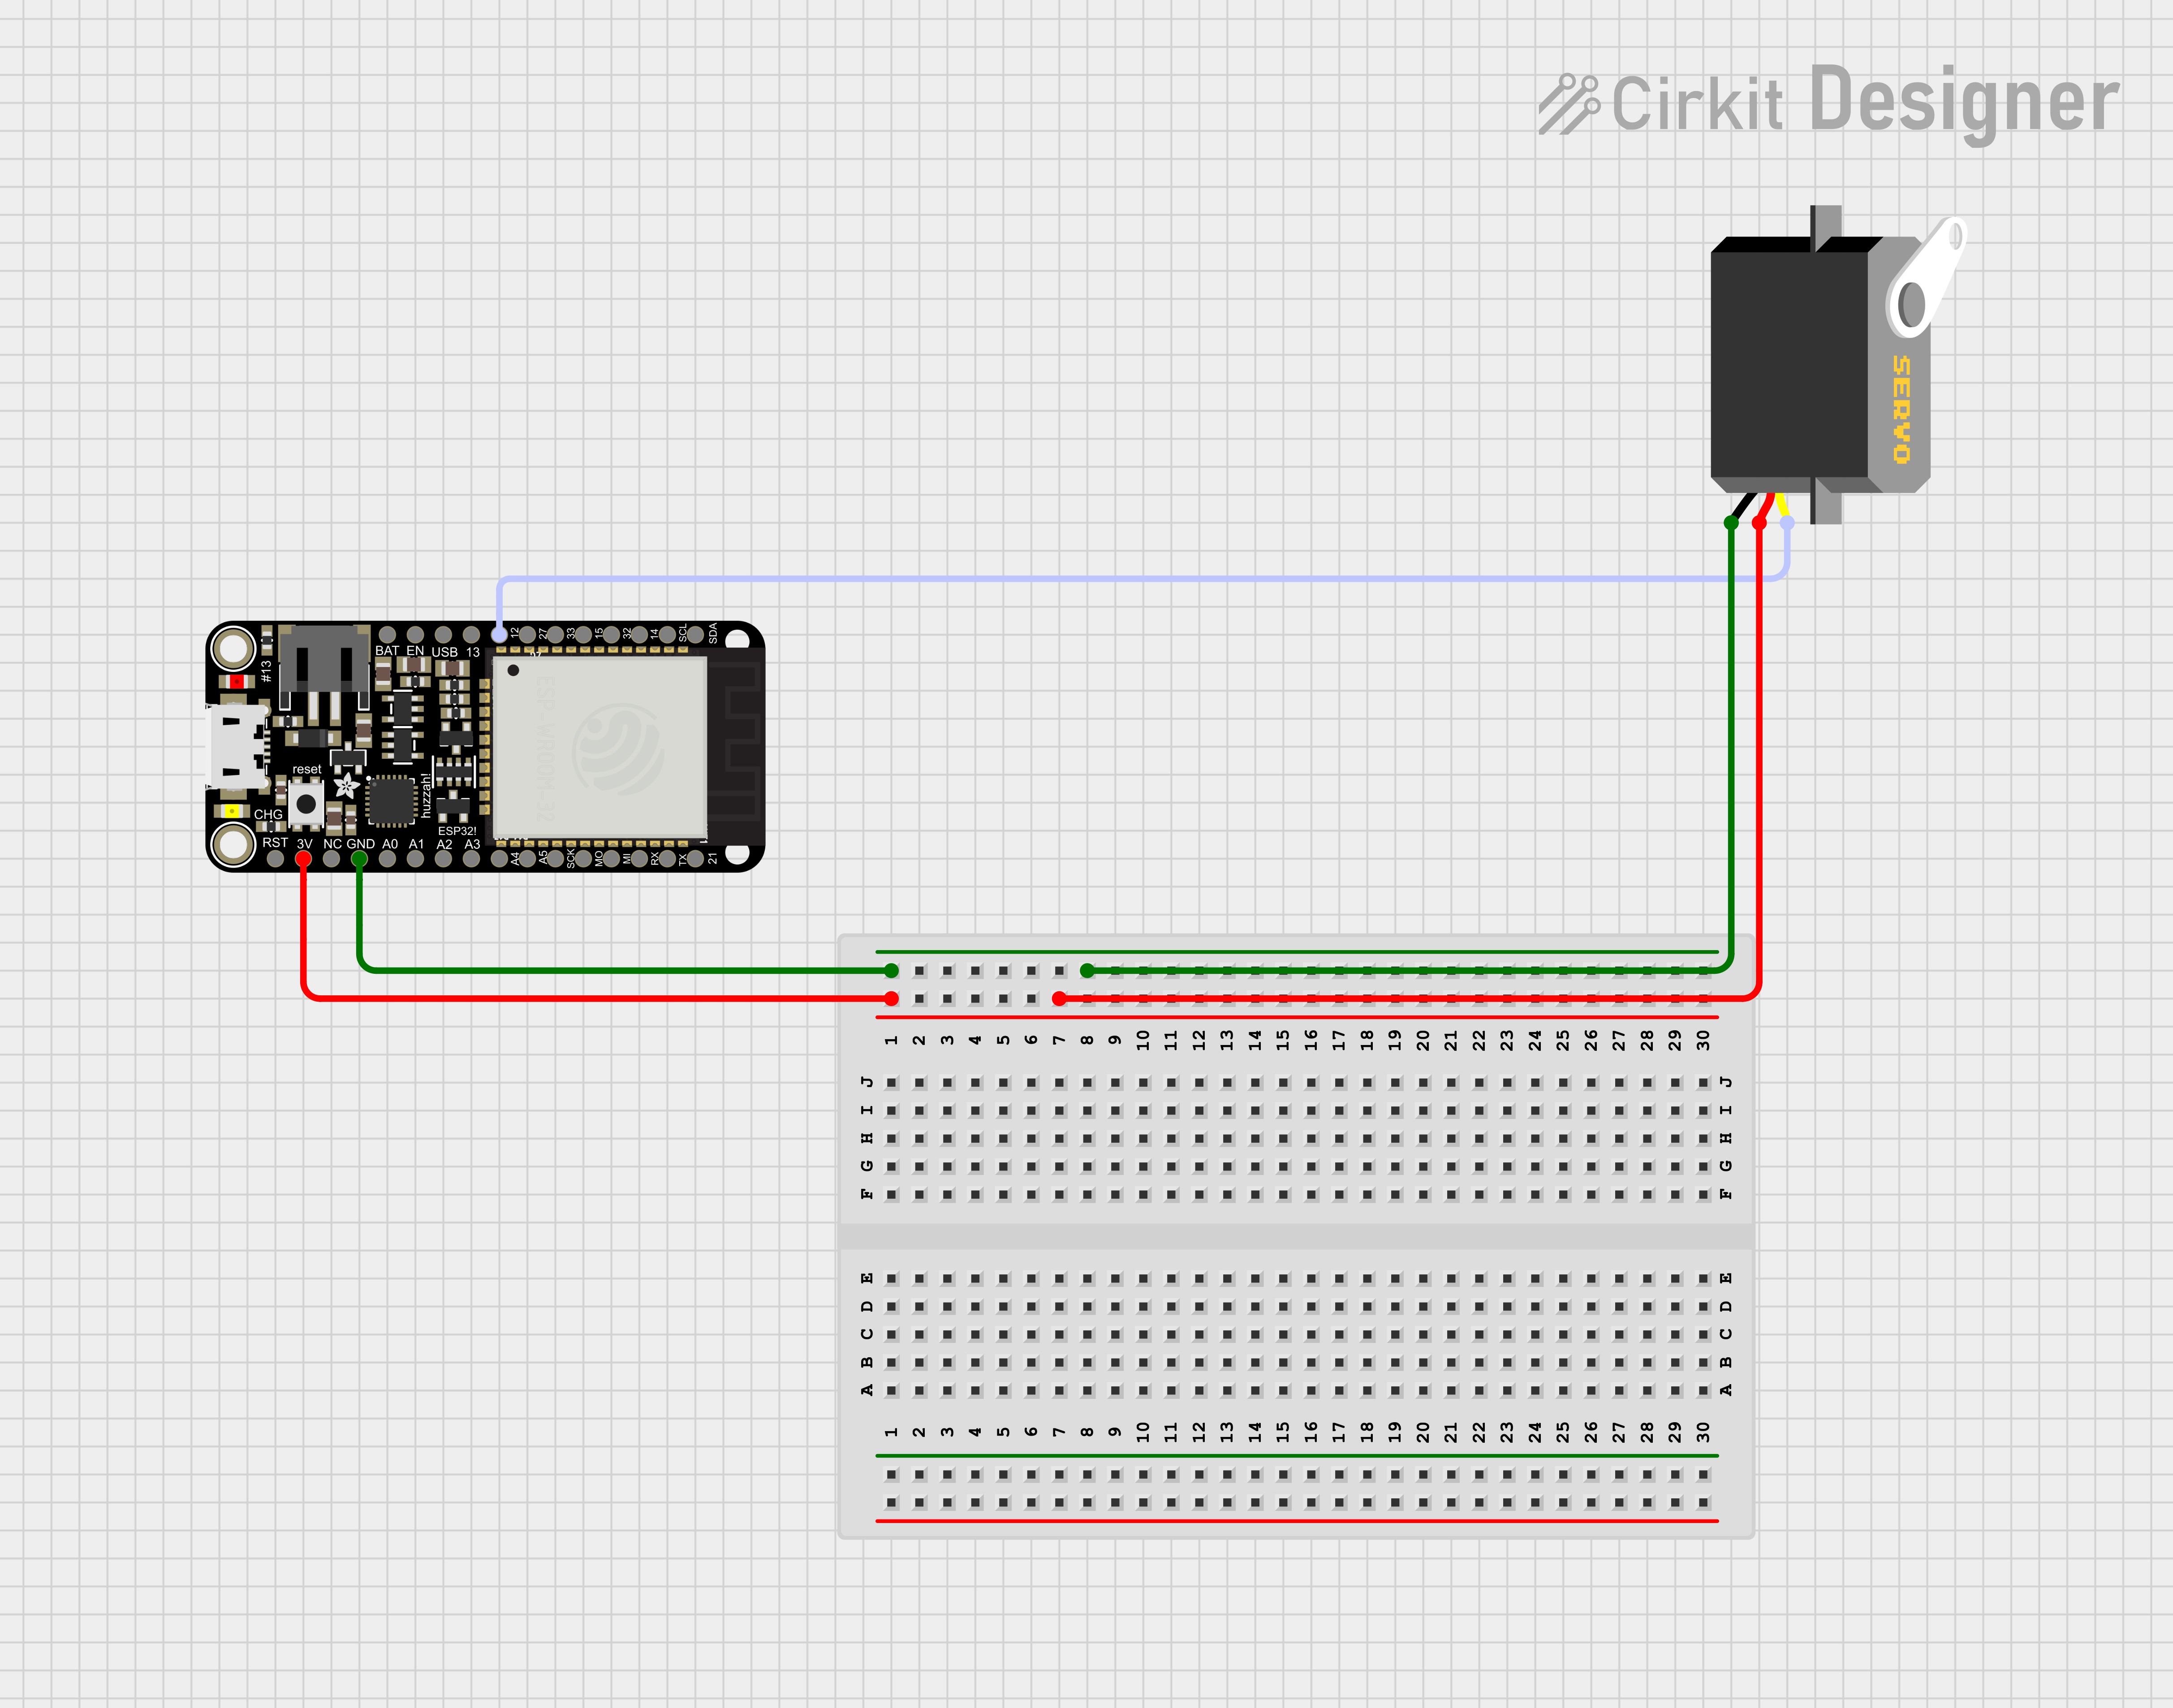 Cirkit Designer
SERVO
BAT EN USB 13 12 27 33 15 32 14 SCL SDA
#13
ESP-WROOM-32
reset
huzzah!
CHG
ESP32!
RST 3V NC GND A0 A1 A2 A3 A4 A5 SCK MO MI RX TX 21
1 2 3 4 5 6 7 8 9 10 11 12 13 14 15 16 17 18 19 20 21 22 23 24 25 26 27 28 29 30
J J
I I
H H
G G
F F
E E
D D
C C
B B
A A
1 2 3 4 5 6 7 8 9 10 11 12 13 14 15 16 17 18 19 20 21 22 23 24 25 26 27 28 29 30